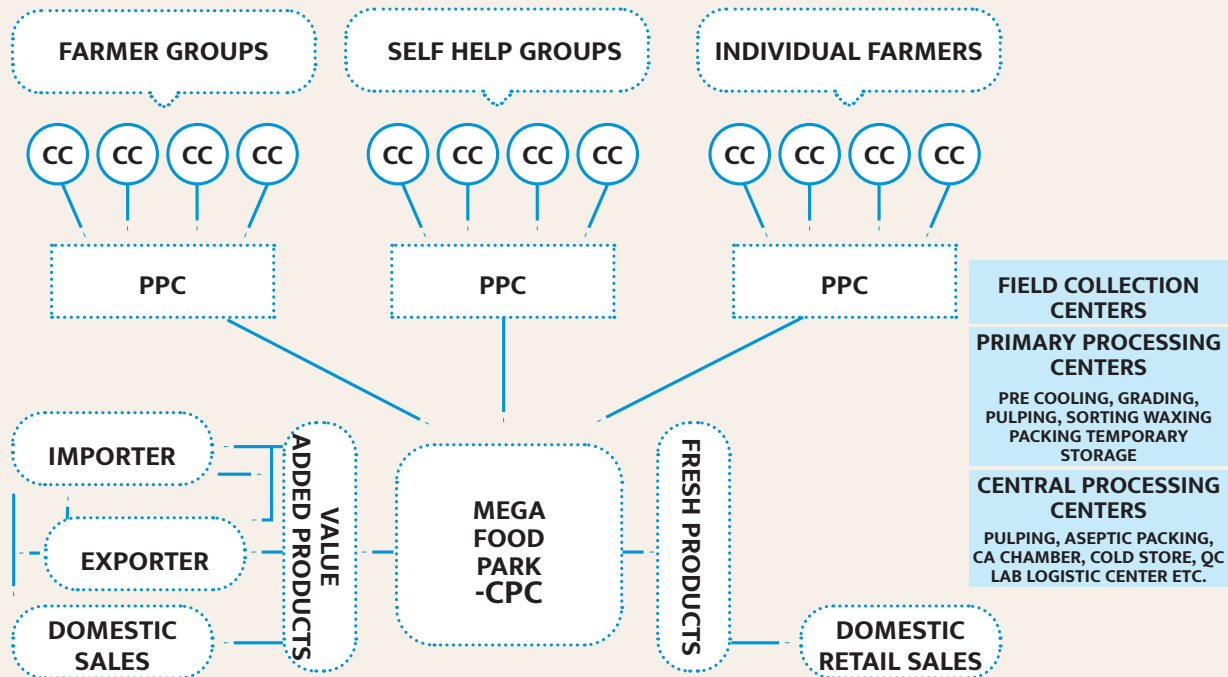 FARMER GROUPS
SELF HELP GROUPS
INDIVIDUAL FARMERS
CC CC CC CC
CC CC CC CC
CC CC CC CC
PPC
PPC
PPC
FIELD COLLECTION
CENTERS
PRIMARY PROCESSING
CENTERS
PRE COOLING, GRADING,
PULPING, SORTING WAXING
PACKING TEMPORARY
STORAGE
CENTRAL PROCESSING
CENTERS
PULPING, ASEPTIC PACKING,
CA CHAMBER, COLD STORE, QC
LAB LOGISTIC CENTER ETC.
IMPORTER
EXPORTER
DOMESTIC
SALES
VALUE
ADDED PRODUCTS
MEGA
FOOD
PARK
-CPC
FRESH PRODUCTS
DOMESTIC
RETAIL SALES